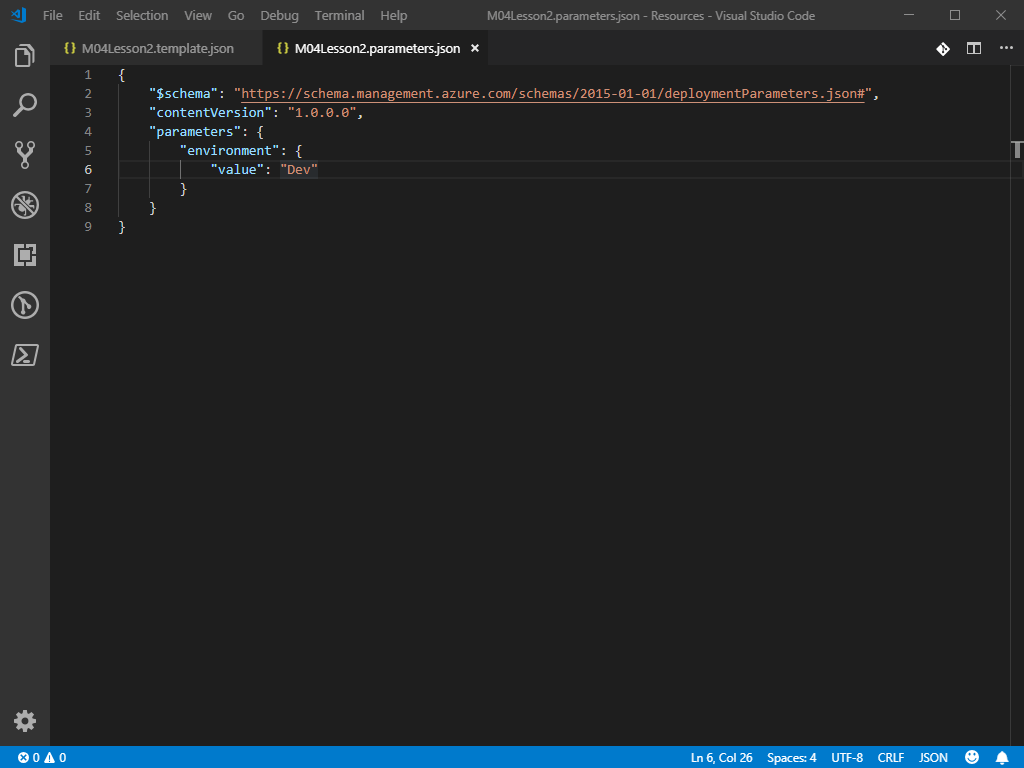 File Edit Selection View Go Debug Terminal Help M04Lesson2.parameters.json - Resources - Visual Studio Code
{} M04Lesson2.template.json {} M04Lesson2.parameters.json ×
1 {
2 "$schema": "https://schema.management.azure.com/schemas/2015-01-01/deploymentParameters.json#",
3 "contentVersion": "1.0.0.0",
4 "parameters": {
5 "environment": {
6 "value": "Dev"
7 }
8 }
9 }
0 0 Ln 6, Col 26 Spaces: 4 UTF-8 CRLF JSON